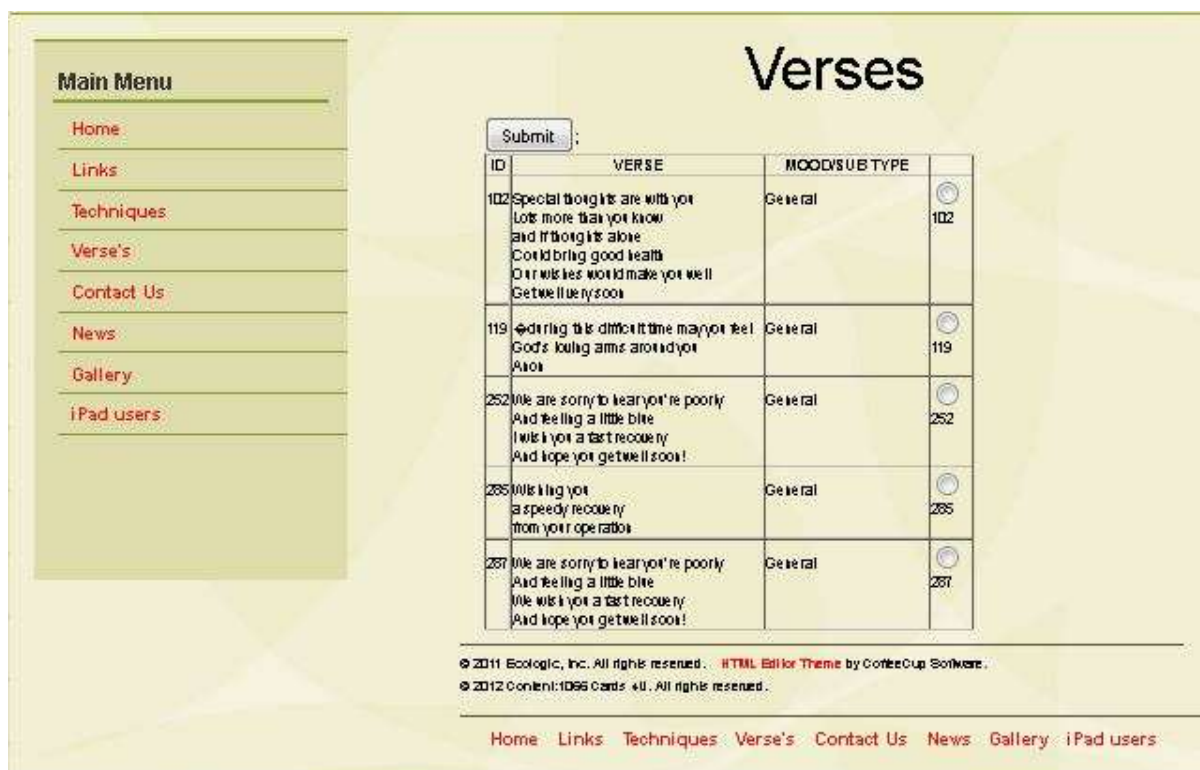 Main Menu
Home
Links
Techniques
Verse's
Contact Us
News
Gallery
iPad users
Verses
Submit ;
ID VERSE MOOD/SUB TYPE
102 Special thoughts are with you General 102
Lots more than you know
and if thoughts alone
Could bring good health
Our wishes would make you well
Get well very soon
119 �during this difficult time may you feel General 119
God's loving arms around you
Anon
252 We are sorry to hear you're poorly General 252
And feeling a little blue
I wish you a fast recovery
And hope you get well soon!
285 Wishing you General 285
a speedy recovery
from your operation
287 We are sorry to hear you're poorly General 287
And feeling a little blue
We wish you a fast recovery
And hope you get well soon!
© 2011 Ecologic, Inc. All rights reserved. HTML Editor Theme by CoffeeCup Software.
© 2012 Content:1066 Cards 4U. All rights reserved.
Home Links Techniques Verse's Contact Us News Gallery iPad users